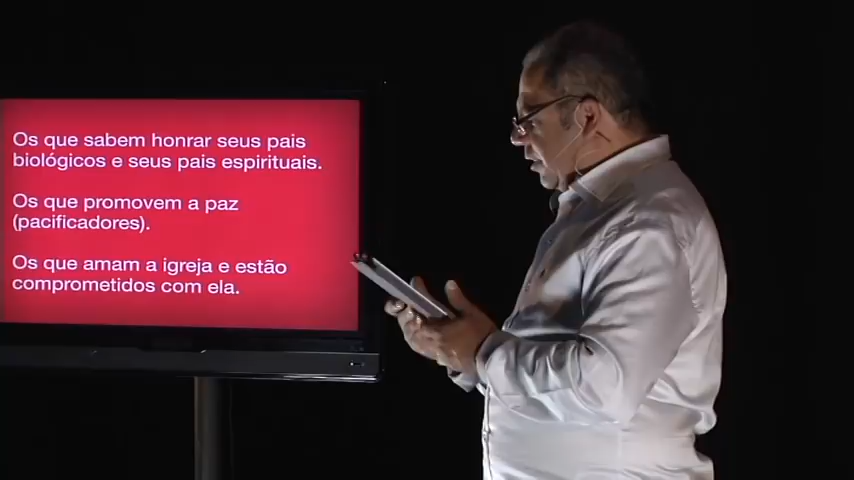 Os que sabem honrar seus pais
biológicos e seus pais espirituais.
Os que promovem a paz
(pacificadores).
Os que amam a igreja e estão
comprometidos com ela.